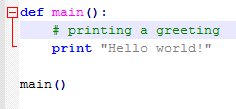 def main():
    # printing a greeting
    print "Hello world!"

main()